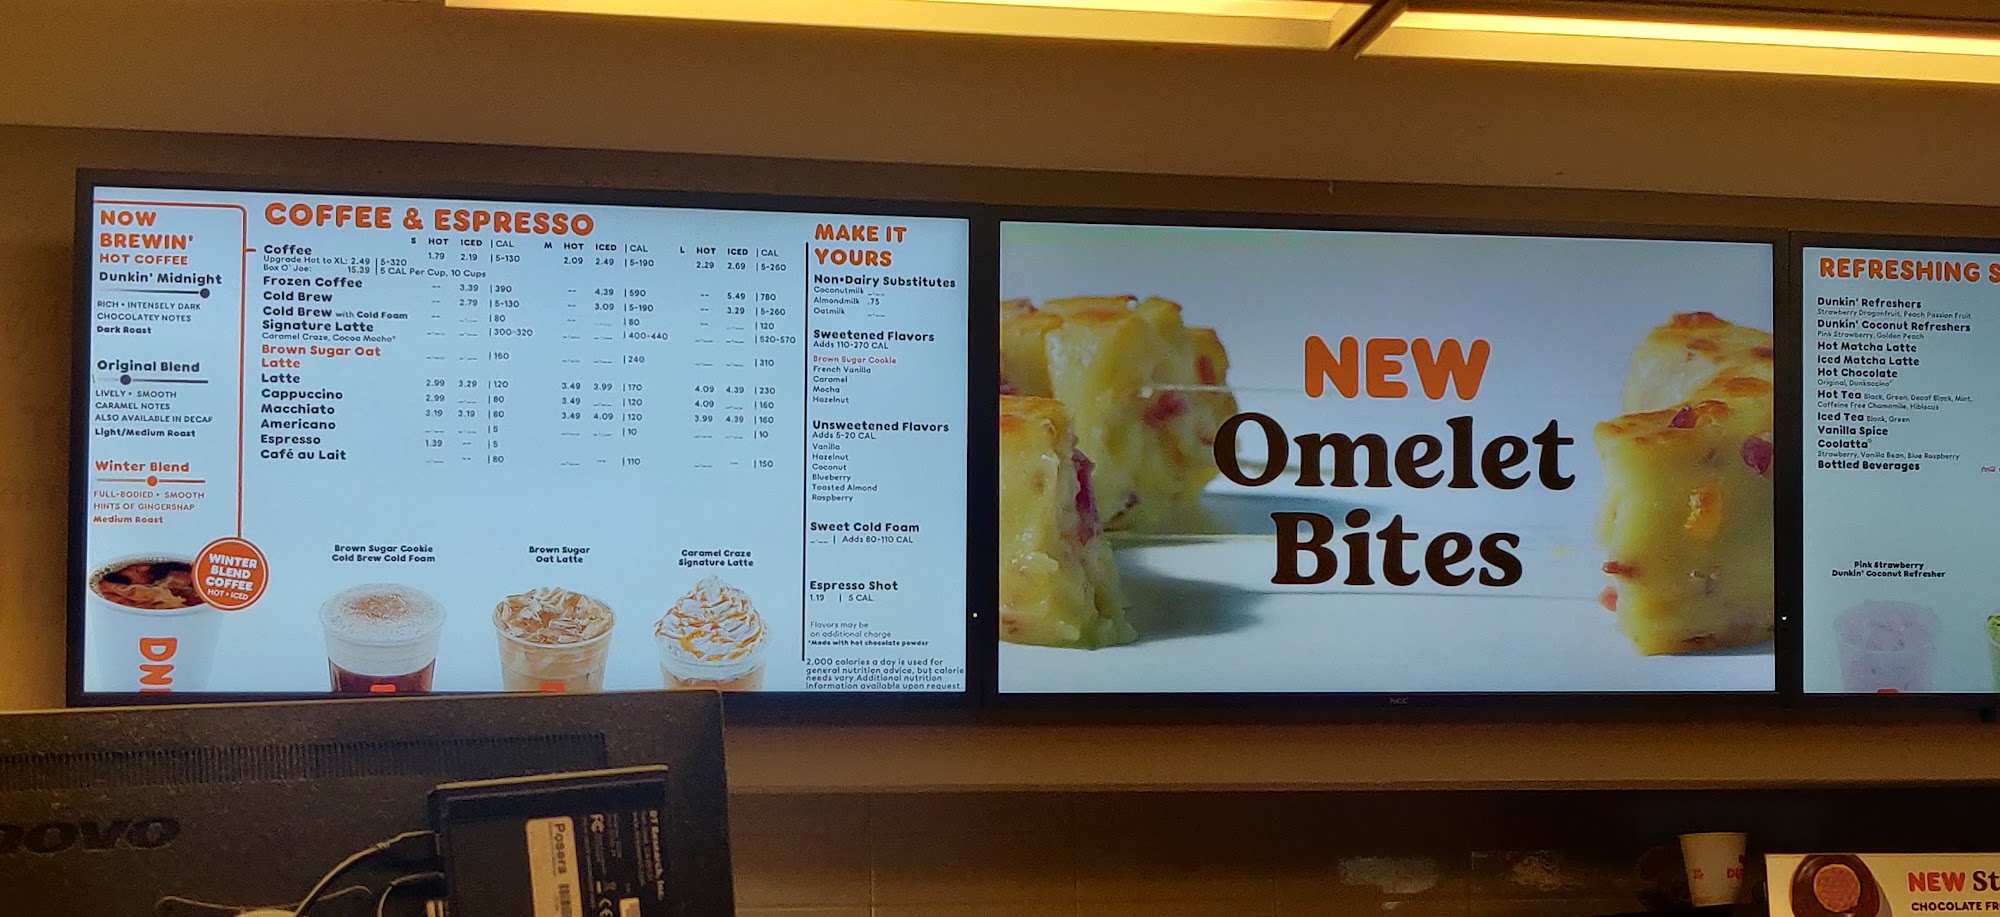 NOW
BREWIN'
HOT COFFEE
Dunkin' Midnight
RICH • INTENSELY DARK
CHOCOLATEY NOTES
Dark Roast
Original Blend
LIVELY • SMOOTH
CARAMEL NOTES
ALSO AVAILABLE IN DECAF
Light/Medium Roast
Winter Blend
FULL-BODIED • SMOOTH
HINTS OF GINGERSNAP
Medium Roast
WINTER
BLEND
COFFEE
HOT • ICED
DN
COFFEE & ESPRESSO
S HOT ICED | CAL M HOT ICED | CAL L HOT ICED | CAL
Coffee 1.79 2.19 | 5-130 2.09 2.49 | 5-190 2.29 2.69 | 5-260
Upgrade Hot to XL: 2.49 | 5-320
Box O' Joe: 15.39 | 5 CAL Per Cup, 10 Cups
Frozen Coffee -- 3.39 | 390 -- 4.39 | 590 -- 5.49 | 780
Cold Brew -- 2.79 | 5-130 -- 3.09 | 5-190 -- 3.29 | 5-260
Cold Brew with Cold Foam -- -.-- | 80 -- -.-- | 80 -- -.-- | 120
Signature Latte -.-- -.-- | 300-320 -.-- -.-- | 400-440 -.-- -.-- | 520-570
Caramel Craze, Cocoa Mocha*
Brown Sugar Oat
Latte -.-- -.-- | 160 -.-- -.-- | 240 -.-- -.-- | 310
Latte 2.99 3.29 | 120 3.49 3.99 | 170 4.09 4.39 | 230
Cappuccino 2.99 -.-- | 80 3.49 -.-- | 120 4.09 -.-- | 160
Macchiato 3.19 3.19 | 80 3.49 4.09 | 120 3.99 4.39 | 160
Americano -.-- -.-- | 5 -.-- -.-- | 10 -.-- -.-- | 10
Espresso 1.39 -- | 5
Café au Lait -.-- -- | 80 -.-- -- | 110 -.-- -- | 150
Brown Sugar Cookie
Cold Brew Cold Foam
Brown Sugar
Oat Latte
Caramel Craze
Signature Latte
MAKE IT
YOURS
Non•Dairy Substitutes
Coconutmilk -.--
Almondmilk .75
Oatmilk -.--
Sweetened Flavors
Adds 110-270 CAL
Brown Sugar Cookie
French Vanilla
Caramel
Mocha
Hazelnut
Unsweetened Flavors
Adds 5-20 CAL
Vanilla
Hazelnut
Coconut
Blueberry
Toasted Almond
Raspberry
Sweet Cold Foam
-.-- | Adds 80-110 CAL
Espresso Shot
1.19 | 5 CAL
Flavors may be
an additional charge
*Made with hot chocolate powder
2,000 calories a day is used for
general nutrition advice, but calorie
needs vary. Additional nutrition
information available upon request.
NEW
Omelet
Bites
NEC
REFRESHING S
Dunkin' Refreshers
Strawberry Dragonfruit, Peach Passion Fruit
Dunkin' Coconut Refreshers
Pink Strawberry, Golden Peach
Hot Matcha Latte
Iced Matcha Latte
Hot Chocolate
Original, Dunkaccino®
Hot Tea Black, Green, Decaf Black, Mint,
Caffeine Free Chamomile, Hibiscus
Iced Tea Black, Green
Vanilla Spice
Coolatta®
Strawberry, Vanilla Bean, Blue Raspberry
Bottled Beverages
Pink Strawberry
Dunkin' Coconut Refresher
novo
Posera
FC
CE
DT Research, Inc.
NEW St
CHOCOLATE FR